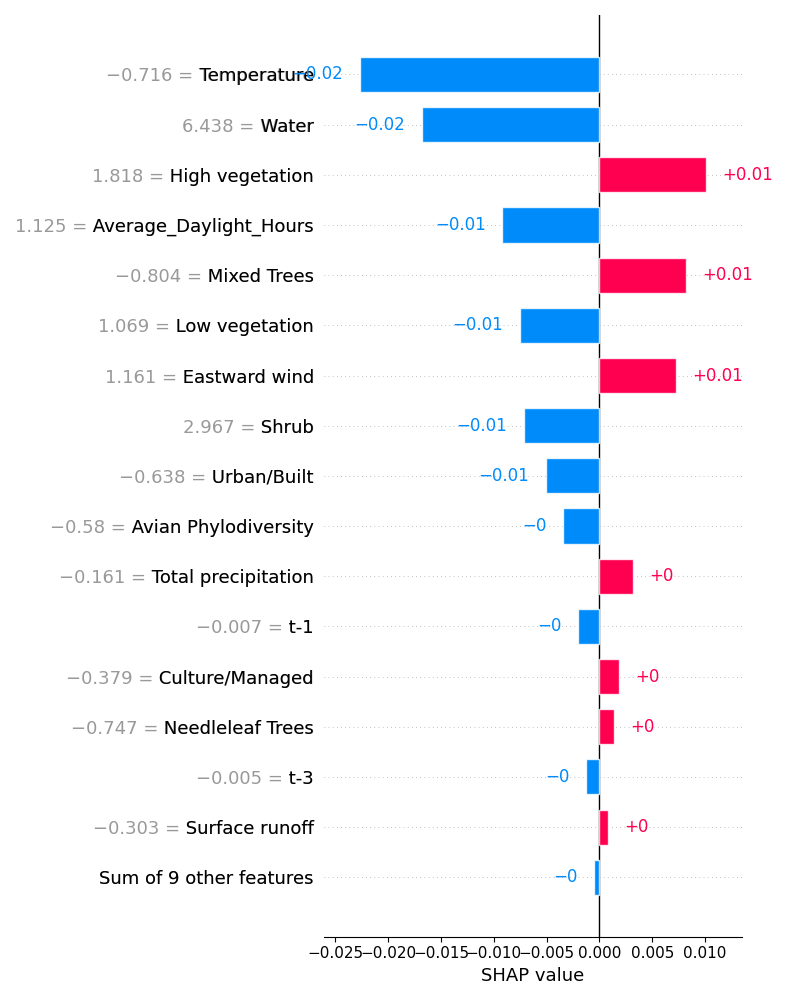 −0.716 = Temperature −0.02
6.438 = Water −0.02
1.818 = High vegetation +0.01
1.125 = Average_Daylight_Hours −0.01
−0.804 = Mixed Trees +0.01
1.069 = Low vegetation −0.01
1.161 = Eastward wind +0.01
2.967 = Shrub −0.01
−0.638 = Urban/Built −0.01
−0.58 = Avian Phylodiversity −0
−0.161 = Total precipitation +0
−0.007 = t-1 −0
−0.379 = Culture/Managed +0
−0.747 = Needleleaf Trees +0
−0.005 = t-3 −0
−0.303 = Surface runoff +0
Sum of 9 other features −0
−0.025 −0.020 −0.015 −0.010 −0.005 0.000 0.005 0.010
SHAP value